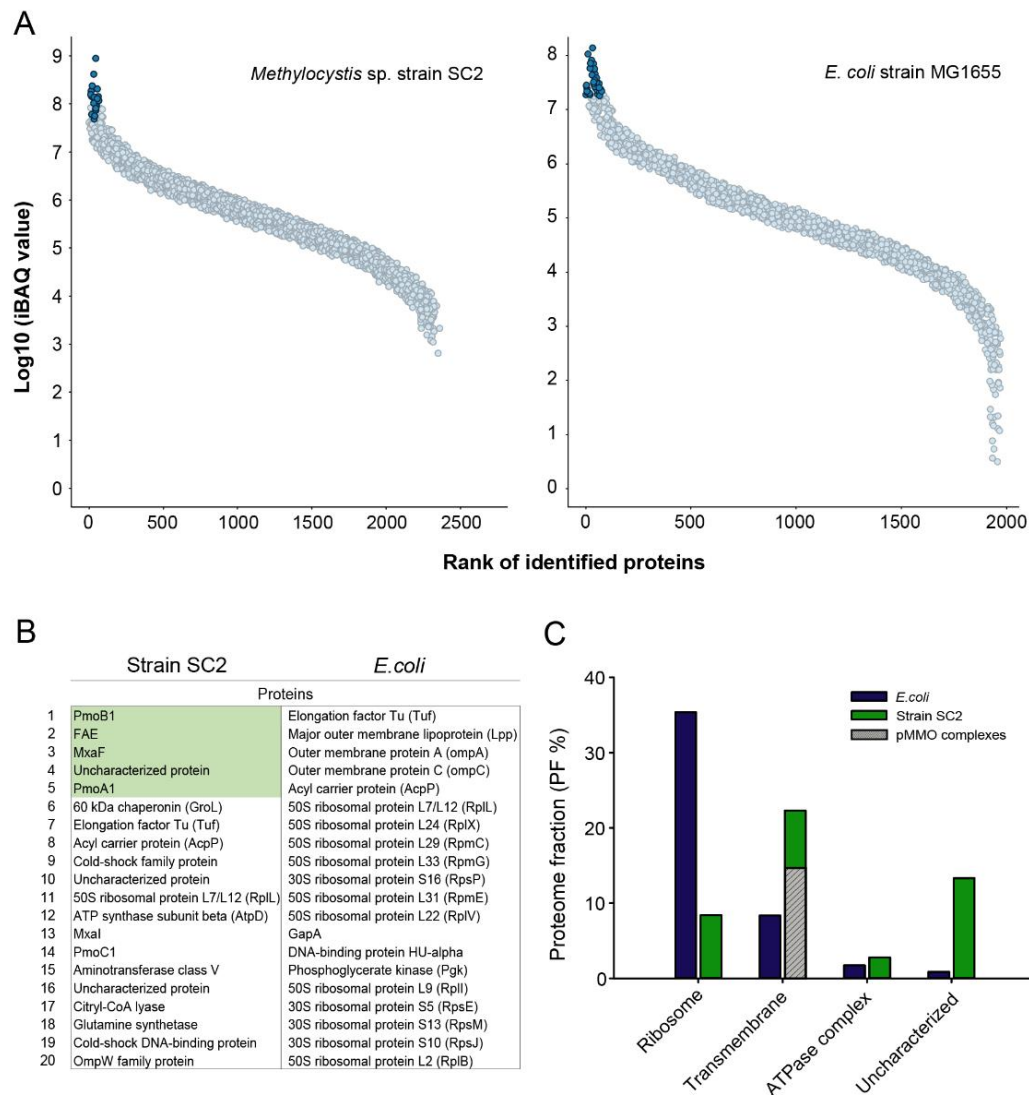 A
Methylocystis sp. strain SC2
E. coli strain MG1655
Log10 (iBAQ value)
9
8
7
6
5
4
3
2
1
0
0 500 1000 1500 2000 2500
8
7
6
5
4
3
2
1
0
0 500 1000 1500 2000
Rank of identified proteins
B
Strain SC2 E.coli
Proteins
1 PmoB1 Elongation factor Tu (Tuf)
2 FAE Major outer membrane lipoprotein (Lpp)
3 MxaF Outer membrane protein A (ompA)
4 Uncharacterized protein Outer membrane protein C (ompC)
5 PmoA1 Acyl carrier protein (AcpP)
6 60 kDa chaperonin (GroL) 50S ribosomal protein L7/L12 (RplL)
7 Elongation factor Tu (Tuf) 50S ribosomal protein L24 (RplX)
8 Acyl carrier protein (AcpP) 50S ribosomal protein L29 (RpmC)
9 Cold-shock family protein 50S ribosomal protein L33 (RpmG)
10 Uncharacterized protein 30S ribosomal protein S16 (RpsP)
11 50S ribosomal protein L7/L12 (RplL) 50S ribosomal protein L31 (RpmE)
12 ATP synthase subunit beta (AtpD) 50S ribosomal protein L22 (RplV)
13 MxaI GapA
14 PmoC1 DNA-binding protein HU-alpha
15 Aminotransferase class V Phosphoglycerate kinase (Pgk)
16 Uncharacterized protein 50S ribosomal protein L9 (RplI)
17 Citryl-CoA lyase 30S ribosomal protein S5 (RpsE)
18 Glutamine synthetase 30S ribosomal protein S13 (RpsM)
19 Cold-shock DNA-binding protein 30S ribosomal protein S10 (RpsJ)
20 OmpW family protein 50S ribosomal protein L2 (RplB)
C
Proteome fraction (PF %)
40
30
20
10
0
E.coli
Strain SC2
pMMO complexes
Ribosome
Transmembrane
ATPase complex
Uncharacterized